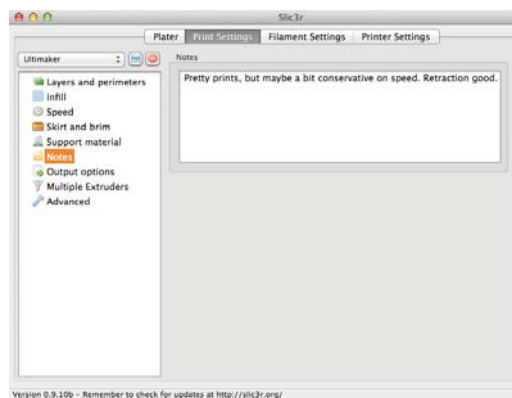 Slic3r
Plater Print Settings Filament Settings Printer Settings
Ultimaker
Notes
Layers and perimeters
Infill
Speed
Skirt and brim
Support material
Notes
Output options
Multiple Extruders
Advanced
Pretty prints, but maybe a bit conservative on speed. Retraction good.
Version 0.9.10b – Remember to check for updates at http://slic3r.org/